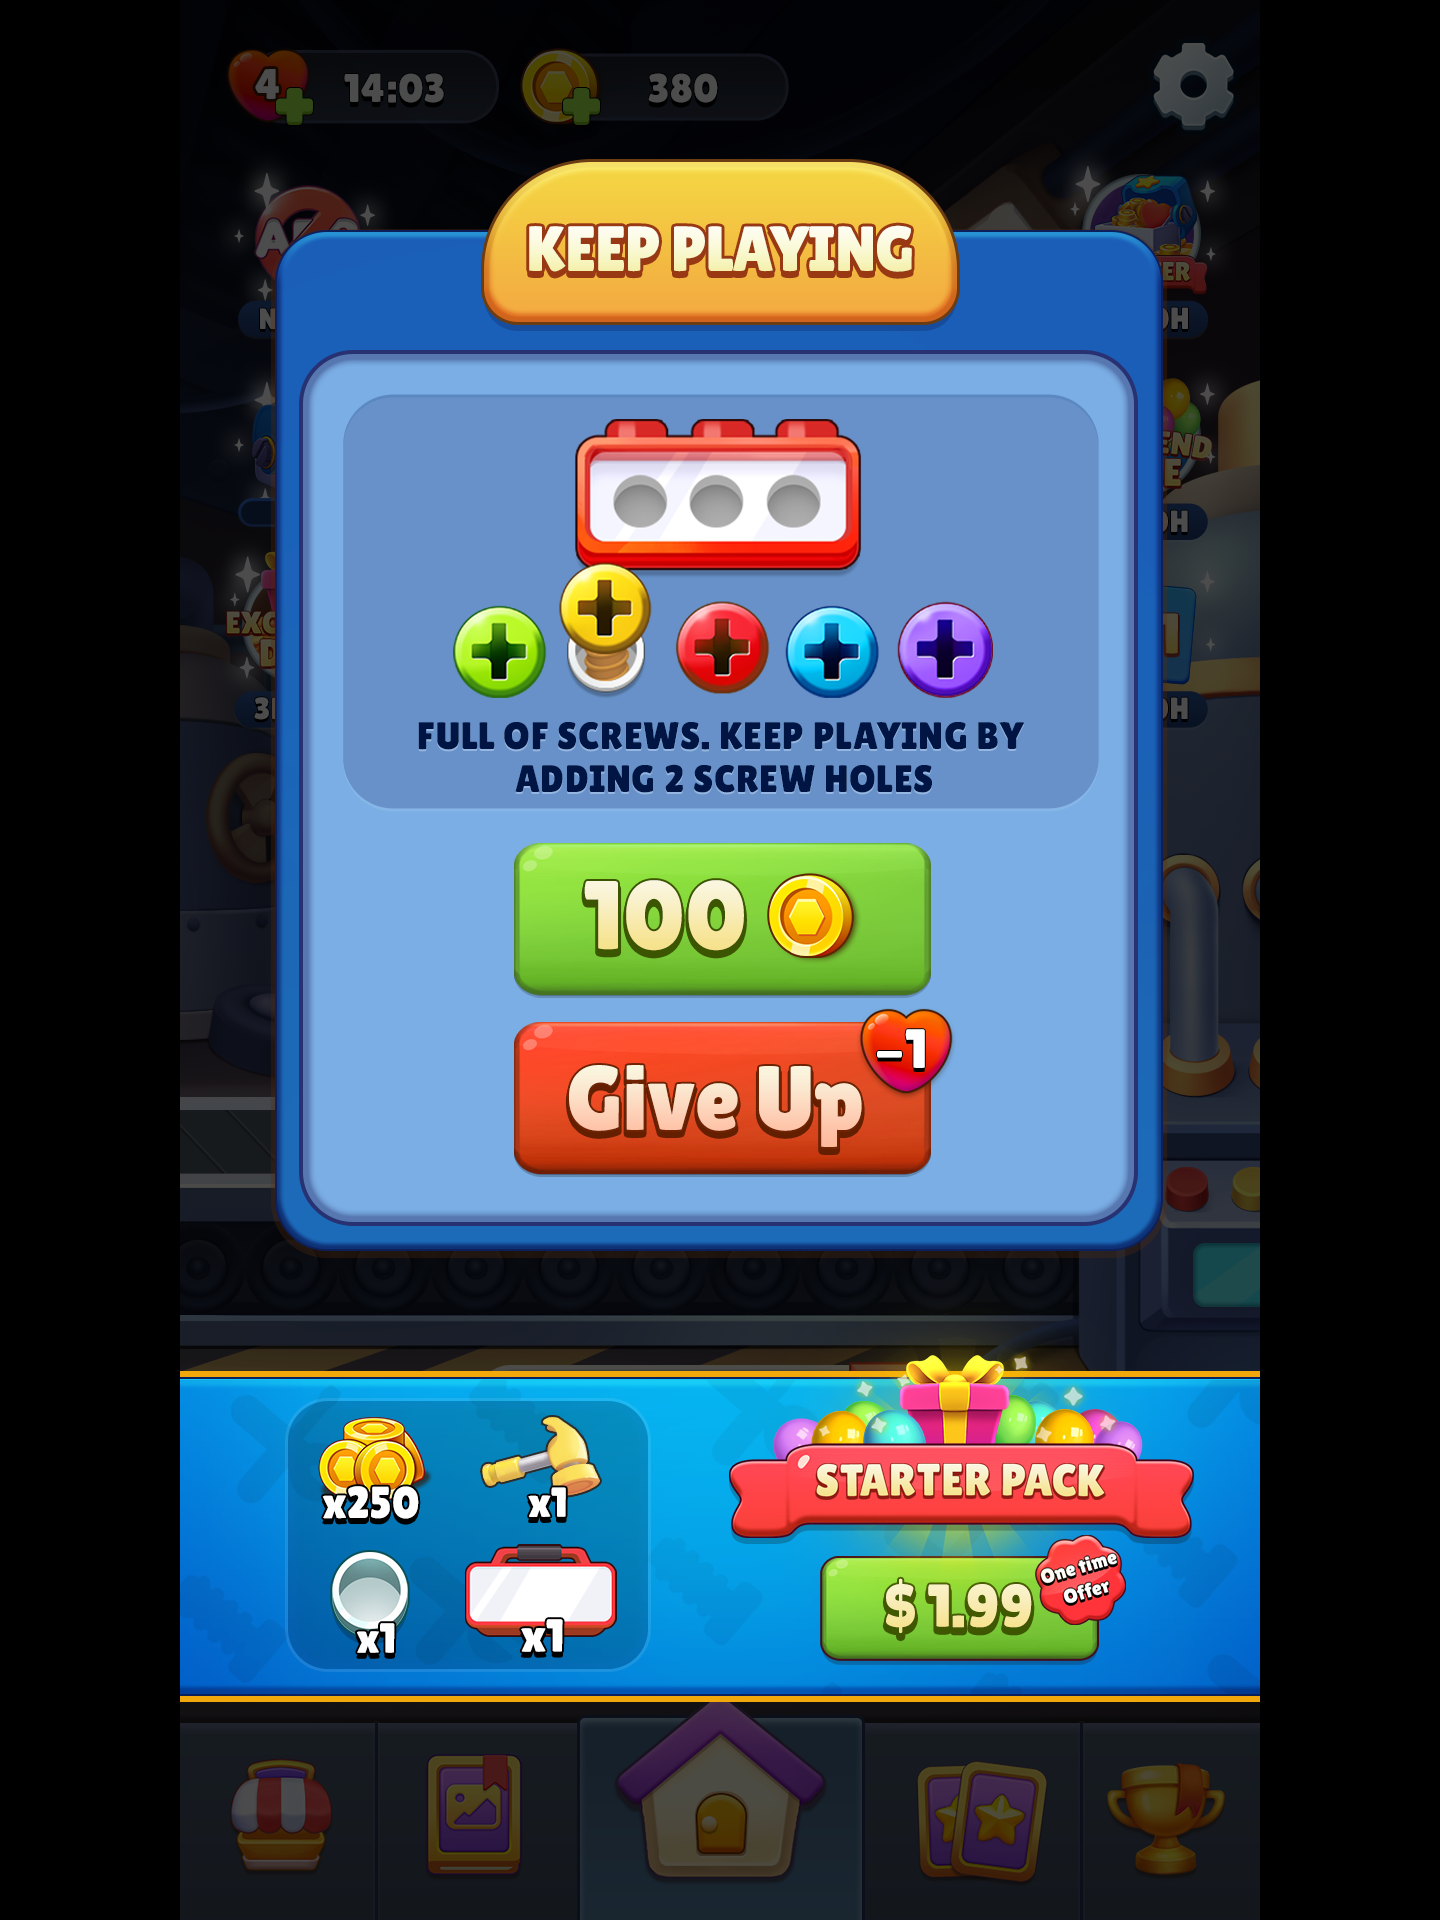 4
14:03
380
KEEP PLAYING
ER
FULL OF SCREWS. KEEP PLAYING BY
ADDING 2 SCREW HOLES
100
-1
Give Up
x250
x1
STARTER PACK
One time
Offer
$1.99
x1
x1